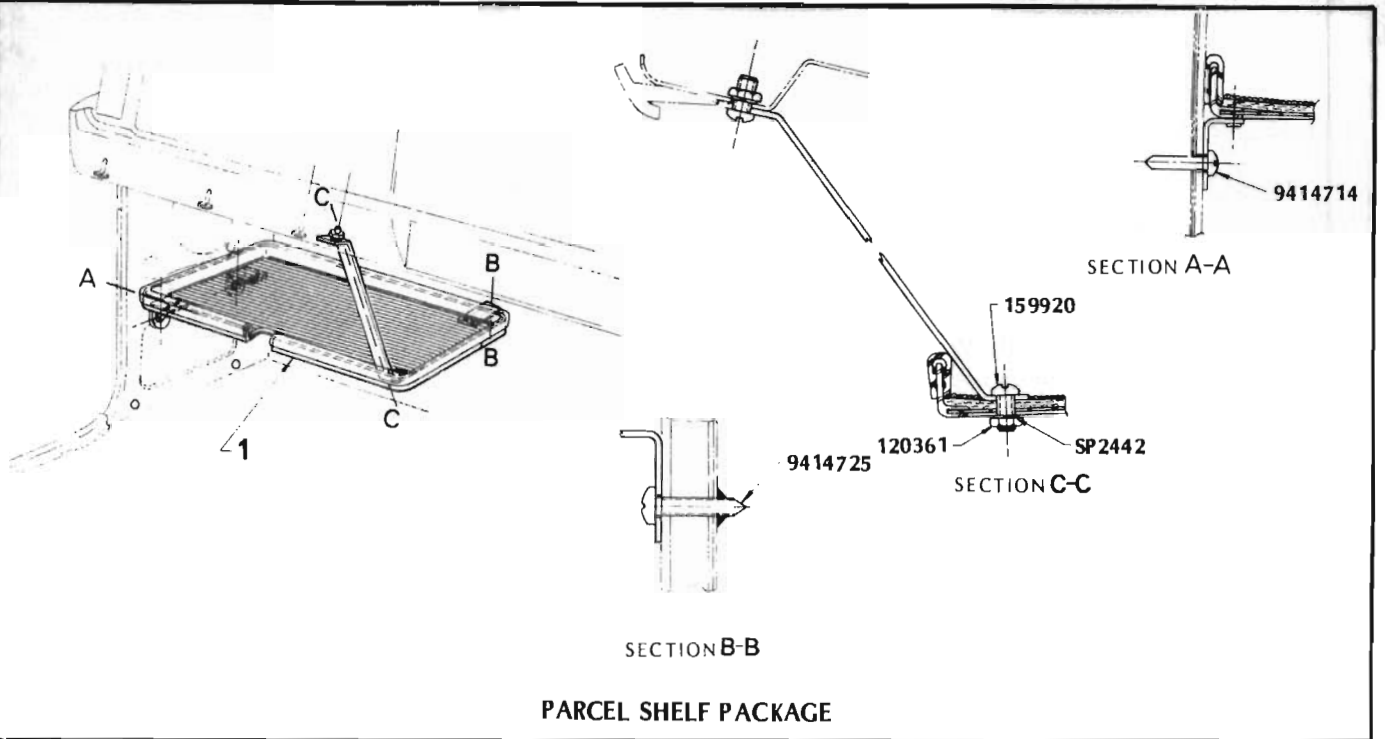 C
A
B
B
C
1
9414714
SECTION A-A
159920
120361
SP2442
SECTION C-C
9414725
SECTION B-B
PARCEL SHELF PACKAGE